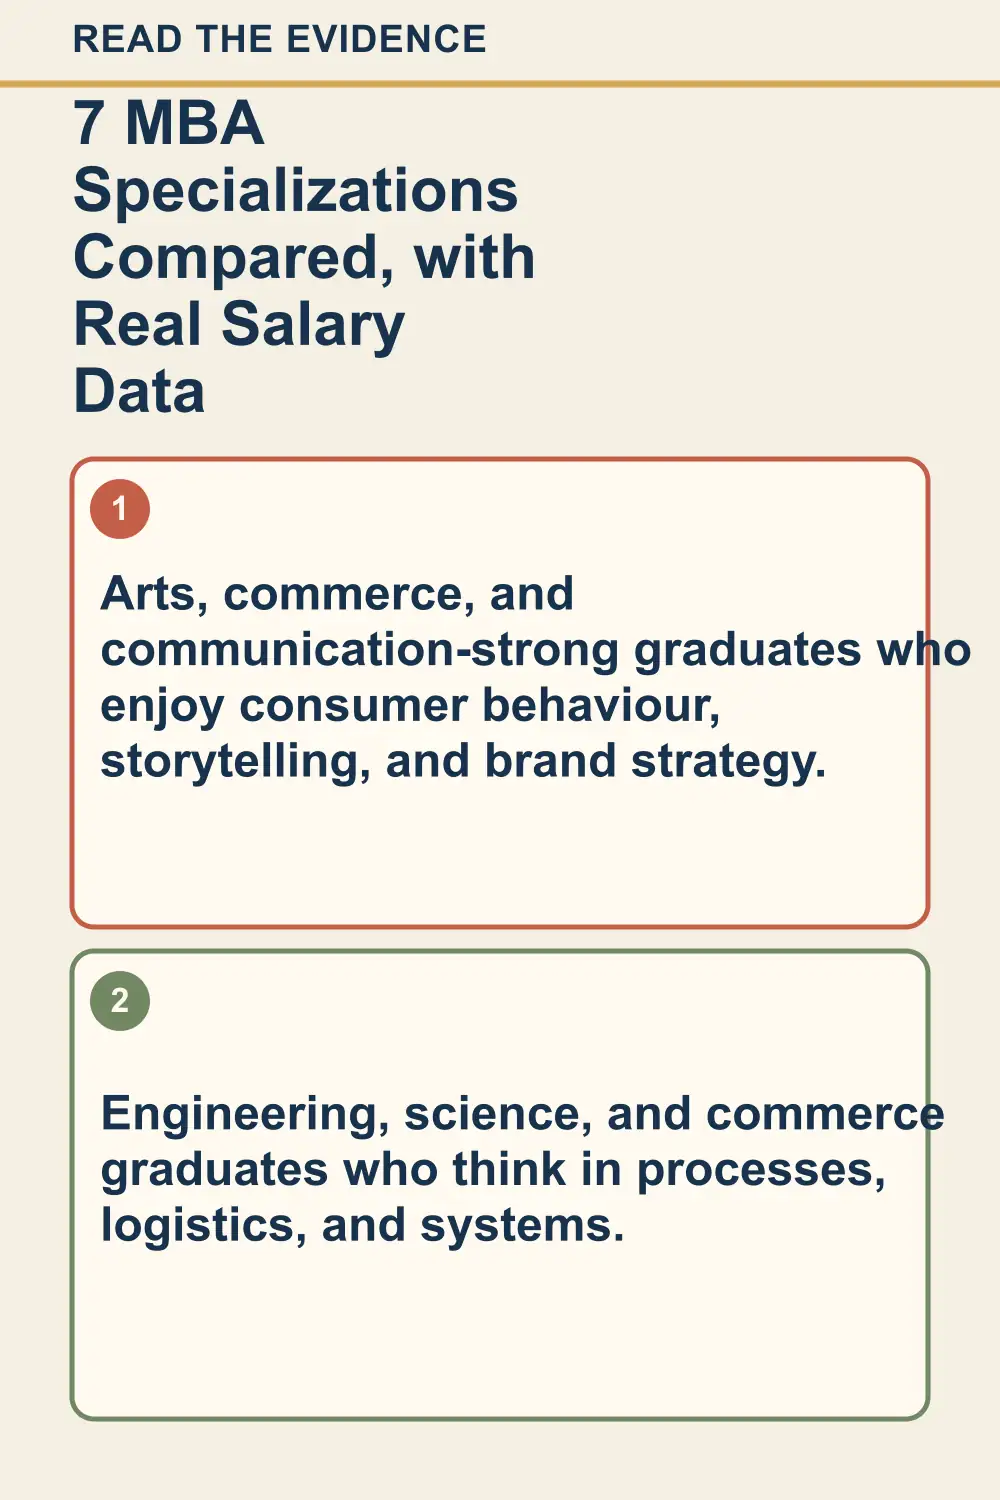 READ THE EVIDENCE
7 MBA
Specializations
Compared, with
Real Salary
Data
1
Arts, commerce, and
communication-strong graduates who
enjoy consumer behaviour,
storytelling, and brand strategy.
2
Engineering, science, and commerce
graduates who think in processes,
logistics, and systems.